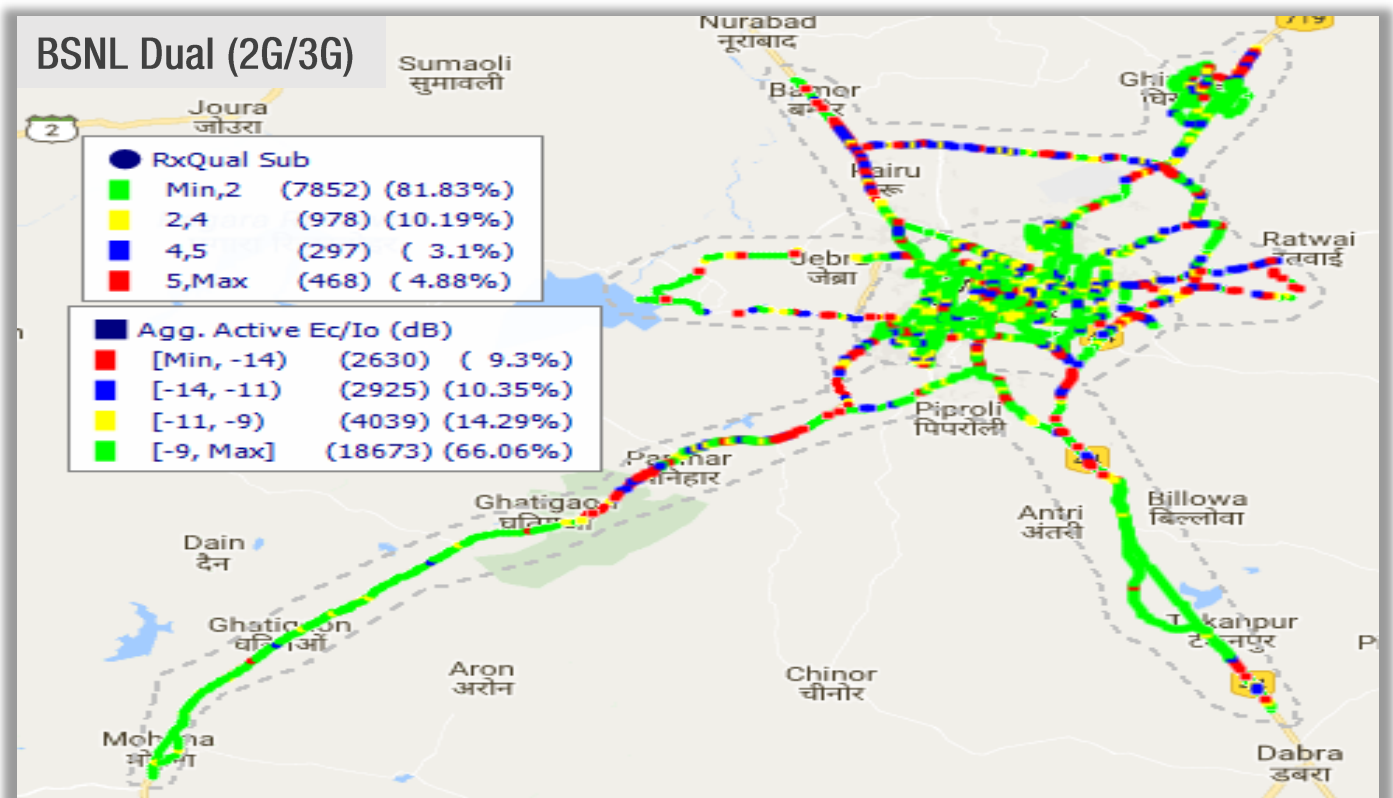 BSNL Dual (2G/3G)
Nurabad
नूराबाद
719
Sumaoli
सुमावली
Joura
जोउरा
2
RxQual Sub
Min,2 (7852) (81.83%)
2,4 (978) (10.19%)
4,5 (297) ( 3.1%)
5,Max (468) ( 4.88%)
Ratwai
Agg. Active Ec/Io (dB)
[Min, -14) (2630) ( 9.3%)
[-14, -11) (2925) (10.35%)
[-11, -9) (4039) (14.29%)
[-9, Max] (18673) (66.06%)
जेब्रा
Piproli
पिपरोली
Billowa
बिल्लोवा
Antri
अंतरी
Dain
दैन
Aron
अरोन
Chinor
चीनोर
Dabra
डबरा